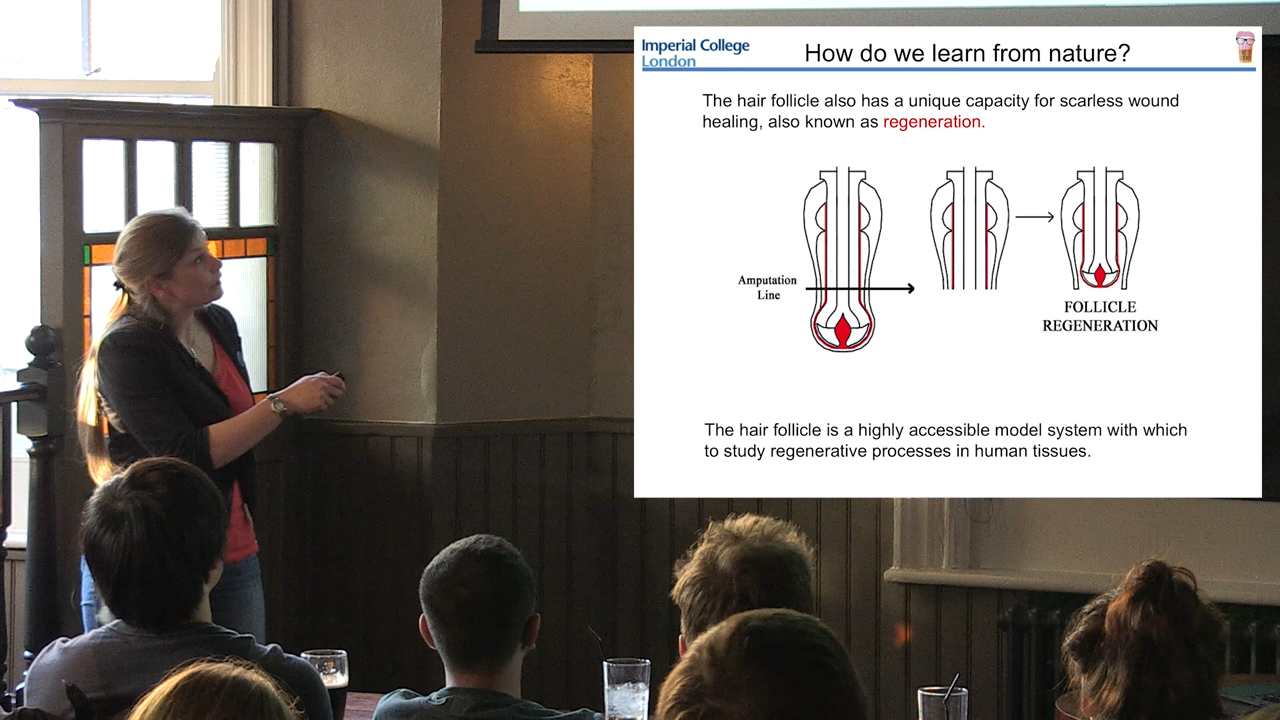 Imperial College
London
How do we learn from nature?
The hair follicle also has a unique capacity for scarless wound
healing, also known as regeneration.
Amputation
Line
FOLLICLE
REGENERATION
The hair follicle is a highly accessible model system with which
to study regenerative processes in human tissues.